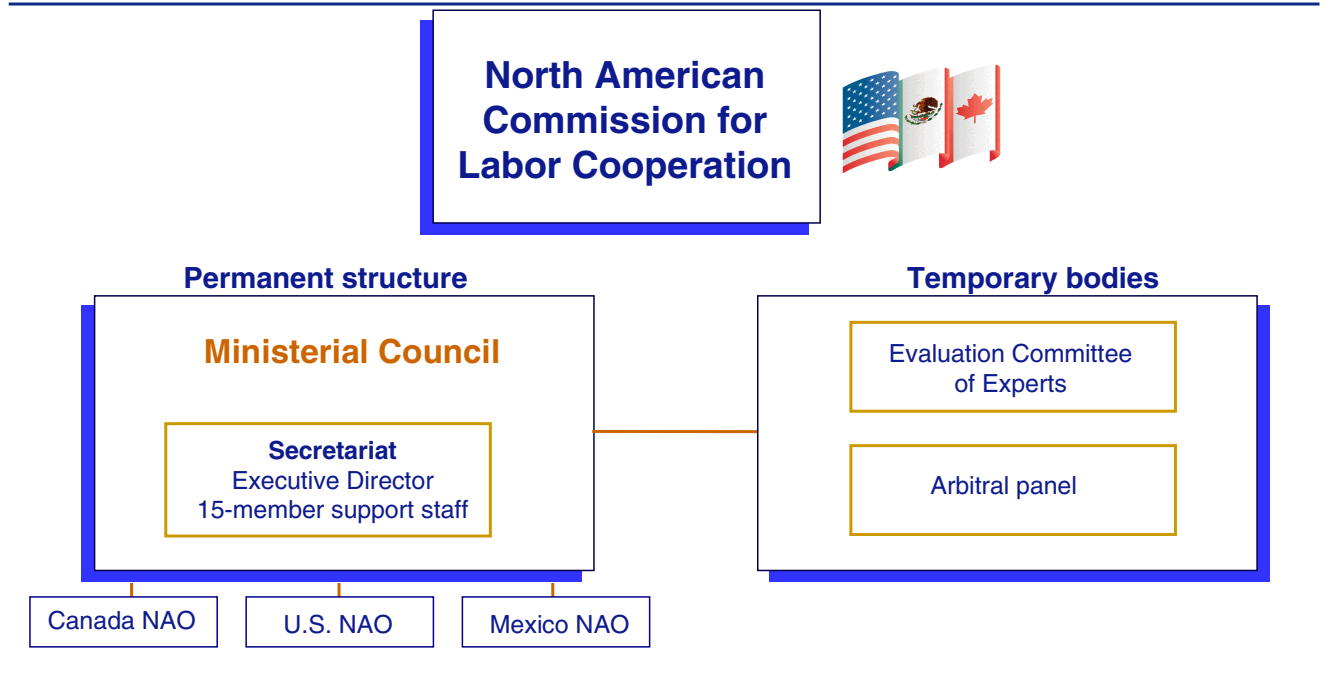 North American
Commission for
Labor Cooperation
Permanent structure
Ministerial Council
Secretariat
Executive Director
15-member support staff
Canada NAO
U.S. NAO
Mexico NAO
Temporary bodies
Evaluation Committee
of Experts
Arbitral panel